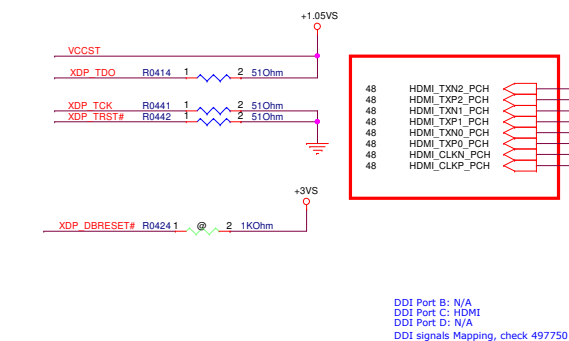 +1.05VS
VCCST
XDP_TDO R0414 1 2 51Ohm
XDP_TCK R0441 1 2 51Ohm
XDP_TRST# R0442 1 2 51Ohm
+3VS
XDP_DBRESET# R0424 1 @ 2 1KOhm
48 HDMI_TXN2_PCH
48 HDMI_TXP2_PCH
48 HDMI_TXN1_PCH
48 HDMI_TXP1_PCH
48 HDMI_TXN0_PCH
48 HDMI_TXP0_PCH
48 HDMI_CLKN_PCH
48 HDMI_CLKP_PCH
DDI Port B: N/A
DDI Port C: HDMI
DDI Port D: N/A
DDI signals Mapping, check 497750